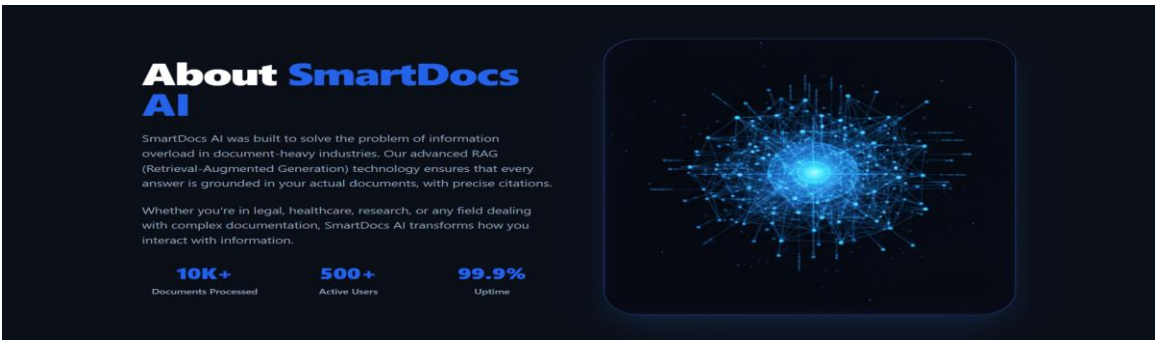 About SmartDocs
AI
SmartDocs AI was built to solve the problem of information
overload in document-heavy industries. Our advanced RAG
(Retrieval-Augmented Generation) technology ensures that every
answer is grounded in your actual documents, with precise citations.
Whether you're in legal, healthcare, research, or any field dealing
with complex documentation, SmartDocs AI transforms how you
interact with information.
10K+ 500+ 99.9%
Documents Processed Active Users Uptime